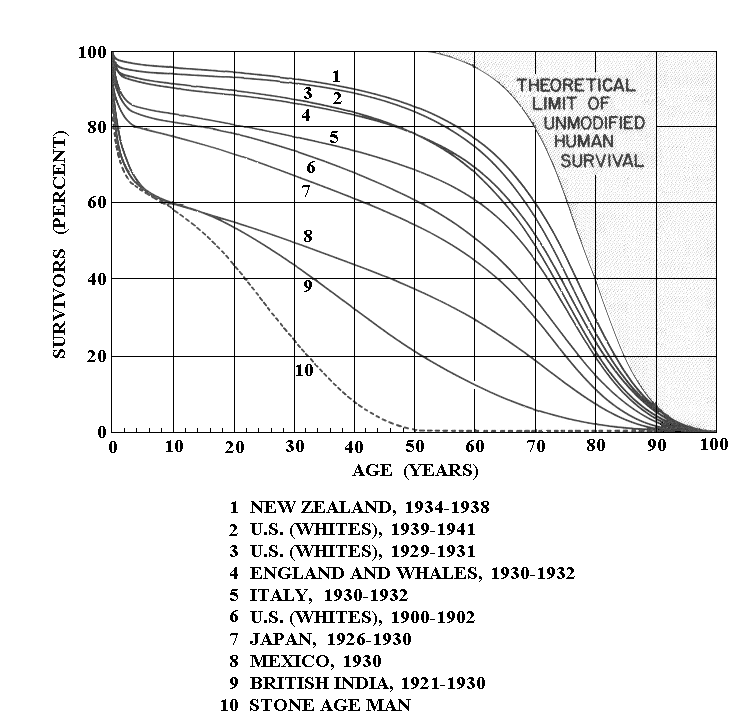 100
80
60
40
20
0
SURVIVORS (PERCENT)
1
2
3
4
5
6
7
8
9
10
THEORETICAL
LIMIT OF
UNMODIFIED
HUMAN
SURVIVAL
0 10 20 30 40 50 60 70 80 90 100
AGE (YEARS)
1 NEW ZEALAND, 1934-1938
2 U.S. (WHITES), 1939-1941
3 U.S. (WHITES), 1929-1931
4 ENGLAND AND WHALES, 1930-1932
5 ITALY, 1930-1932
6 U.S. (WHITES), 1900-1902
7 JAPAN, 1926-1930
8 MEXICO, 1930
9 BRITISH INDIA, 1921-1930
10 STONE AGE MAN